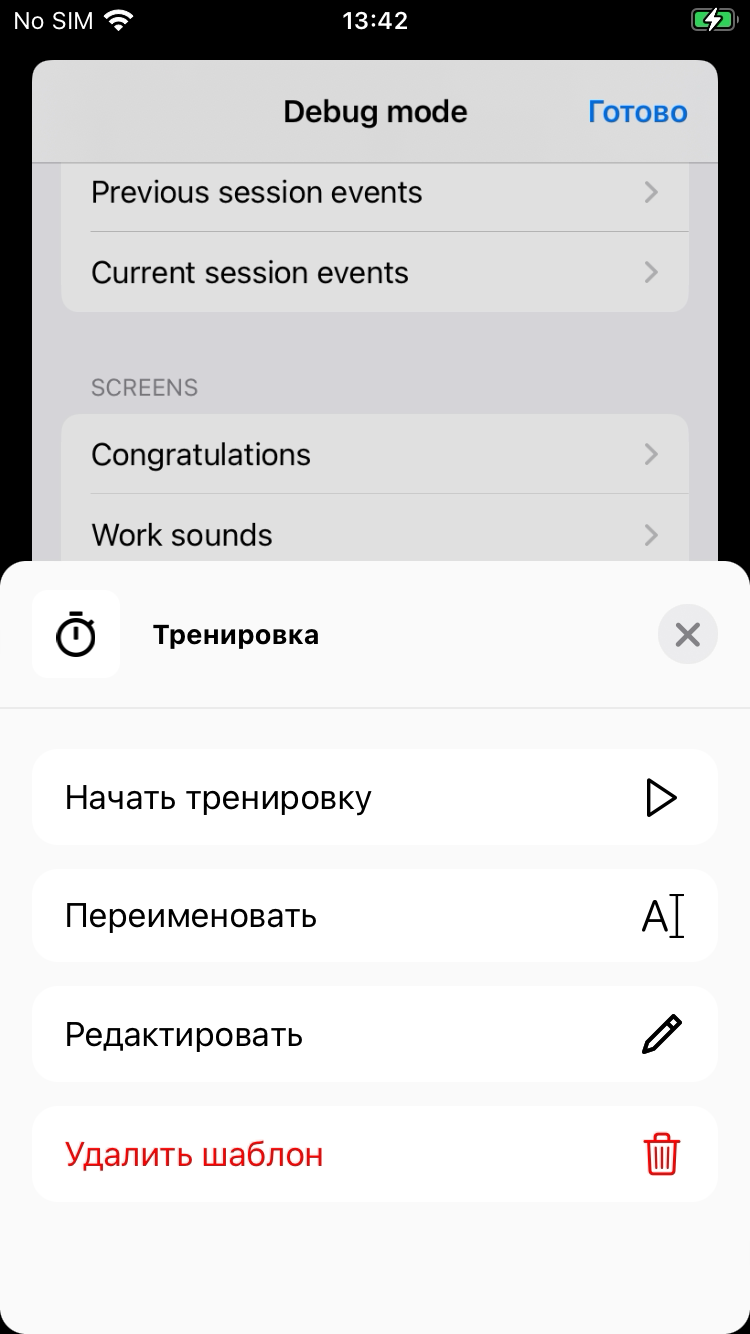 No SIM
13:42
Debug mode
Готово
Previous session events
Current session events
SCREENS
Congratulations
Work sounds
Тренировка
Начать тренировку
Переименовать
Редактировать
Удалить шаблон